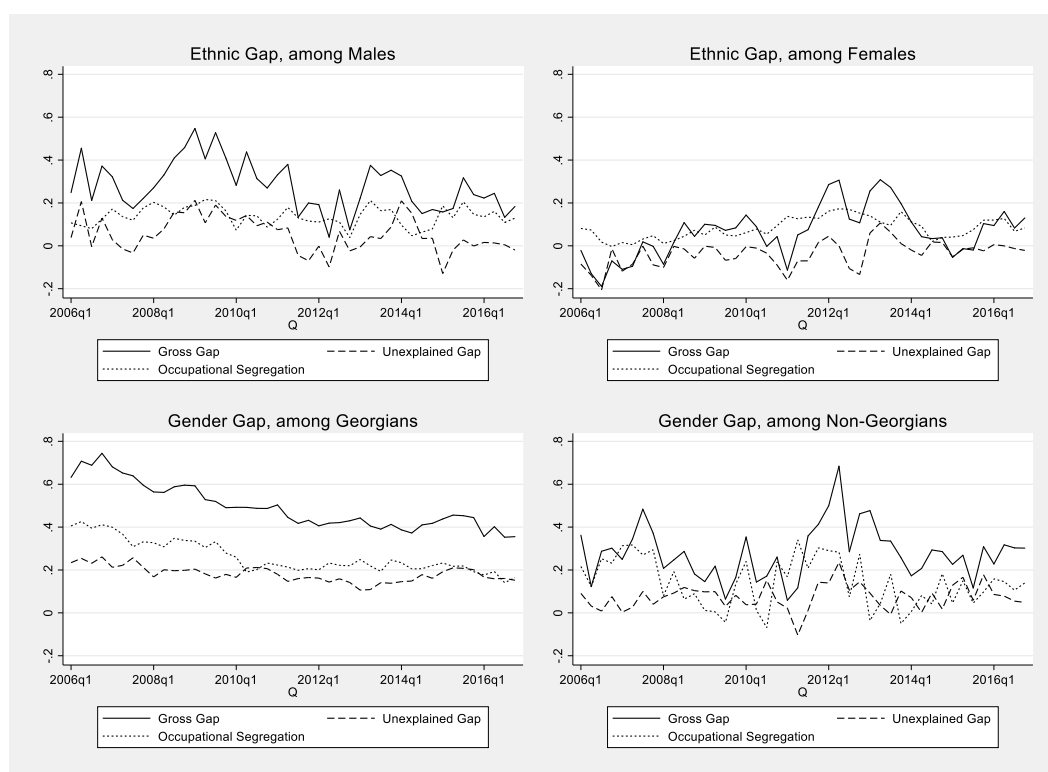 Ethnic Gap, among Males
.8
.6
.4
.2
0
-.2
2006q1 2008q1 2010q1 2012q1 2014q1 2016q1
Q
Gross Gap Unexplained Gap
Occupational Segregation
Ethnic Gap, among Females
.8
.6
.4
.2
0
-.2
2006q1 2008q1 2010q1 2012q1 2014q1 2016q1
Q
Gross Gap Unexplained Gap
Occupational Segregation
Gender Gap, among Georgians
.8
.6
.4
.2
0
-.2
2006q1 2008q1 2010q1 2012q1 2014q1 2016q1
Q
Gross Gap Unexplained Gap
Occupational Segregation
Gender Gap, among Non-Georgians
.8
.6
.4
.2
0
-.2
2006q1 2008q1 2010q1 2012q1 2014q1 2016q1
Q
Gross Gap Unexplained Gap
Occupational Segregation